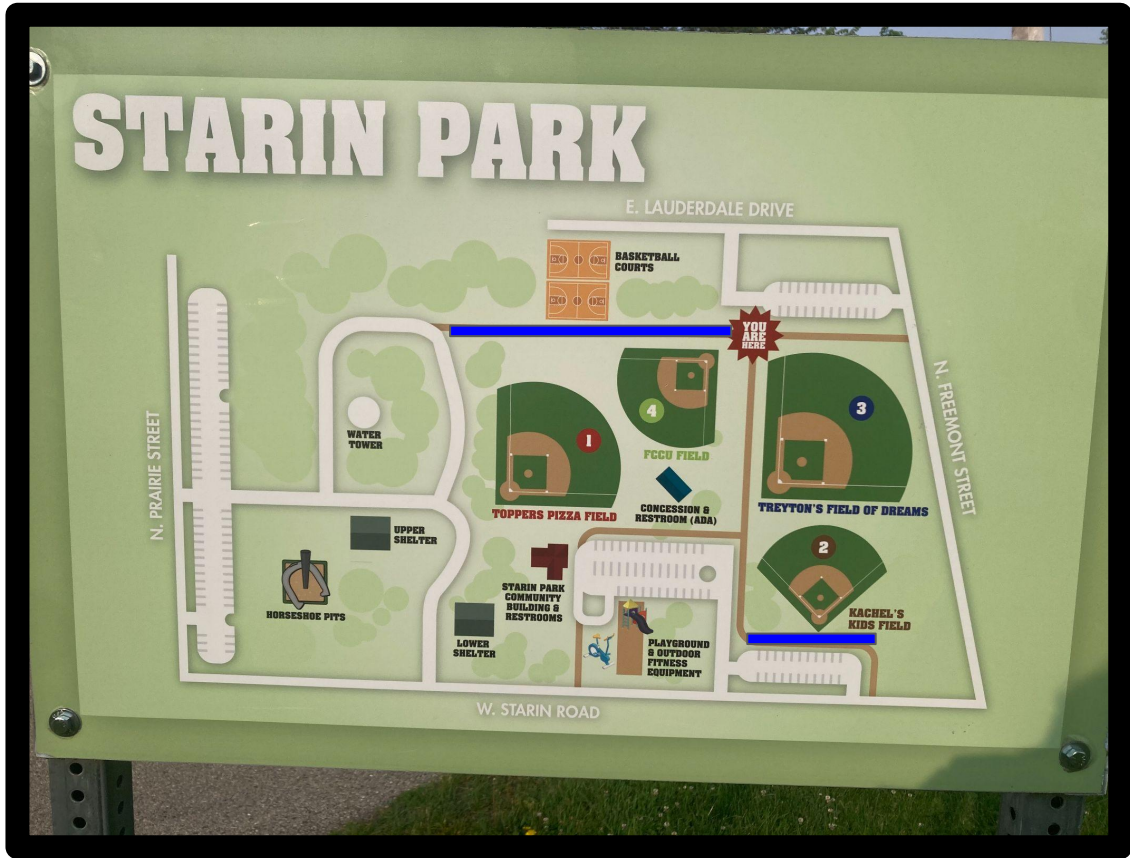 STARIN PARK
E. LAUDERDALE DRIVE
BASKETBALL
COURTS
YOU
ARE
HERE
N. PRAIRIE STREET
N. FREEMONT STREET
WATER
TOWER
1
4
3
FCCU FIELD
TOPPERS PIZZA FIELD
CONCESSION &
RESTROOM (ADA)
TREYTON'S FIELD OF DREAMS
UPPER
SHELTER
2
HORSESHOE PITS
STARIN PARK
COMMUNITY
BUILDING &
RESTROOMS
KACHEL'S
KIDS FIELD
LOWER
SHELTER
PLAYGROUND
& OUTDOOR
FITNESS
EQUIPMENT
W. STARIN ROAD